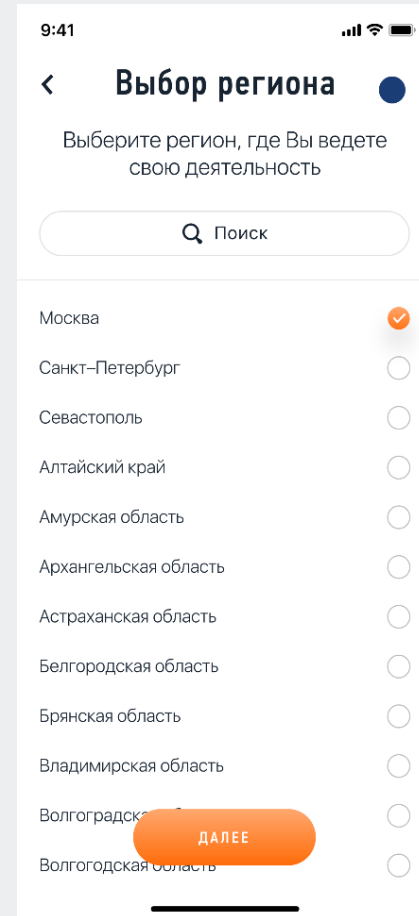 9:41
Выбор региона
Выберите регион, где Вы ведете
свою деятельность
Поиск
Москва
Санкт–Петербург
Севастополь
Алтайский край
Амурская область
Архангельская область
Астраханская область
Белгородская область
Брянская область
Владимирская область
Волгоградск
ДАЛЕЕ
Волгогодская область